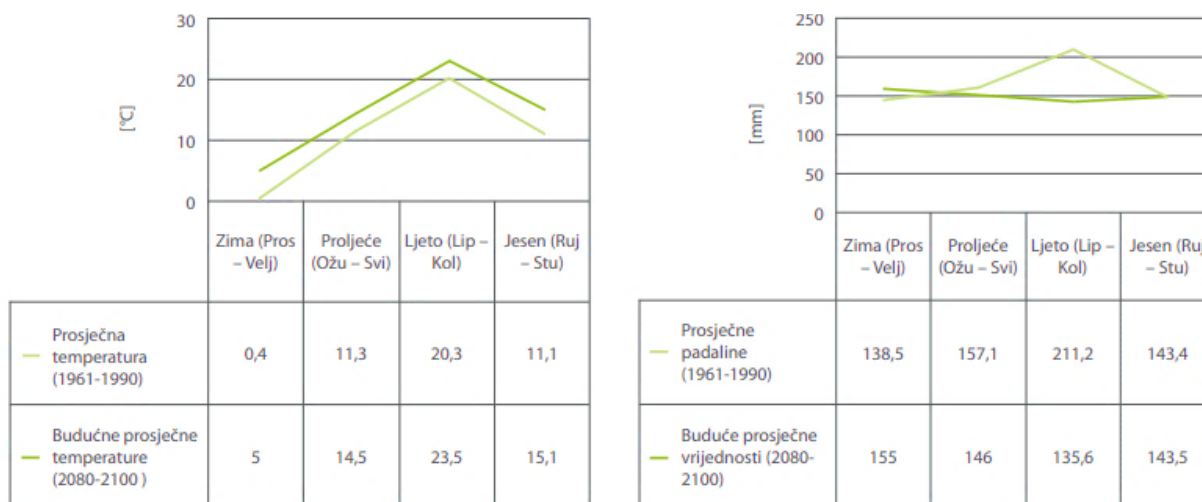 30
20
10
0
[°C]
Zima (Pros
– Velj)
Proljeće
(Ožu – Svi)
Ljeto (Lip –
Kol)
Jesen (Ruj
– Stu)
Prosječna
temperatura
(1961-1990)
0,4
11,3
20,3
11,1
Budućne prosječne
temperature
(2080-2100 )
5
14,5
23,5
15,1
250
200
150
100
50
0
[mm]
Zima (Pros
– Velj)
Proljeće
(Ožu – Svi)
Ljeto (Lip –
Kol)
Jesen (Ruj
– Stu)
Prosječne
padaline
(1961-1990)
138,5
157,1
211,2
143,4
Buduće prosječne
vrijednosti (2080-
2100)
155
146
135,6
143,5